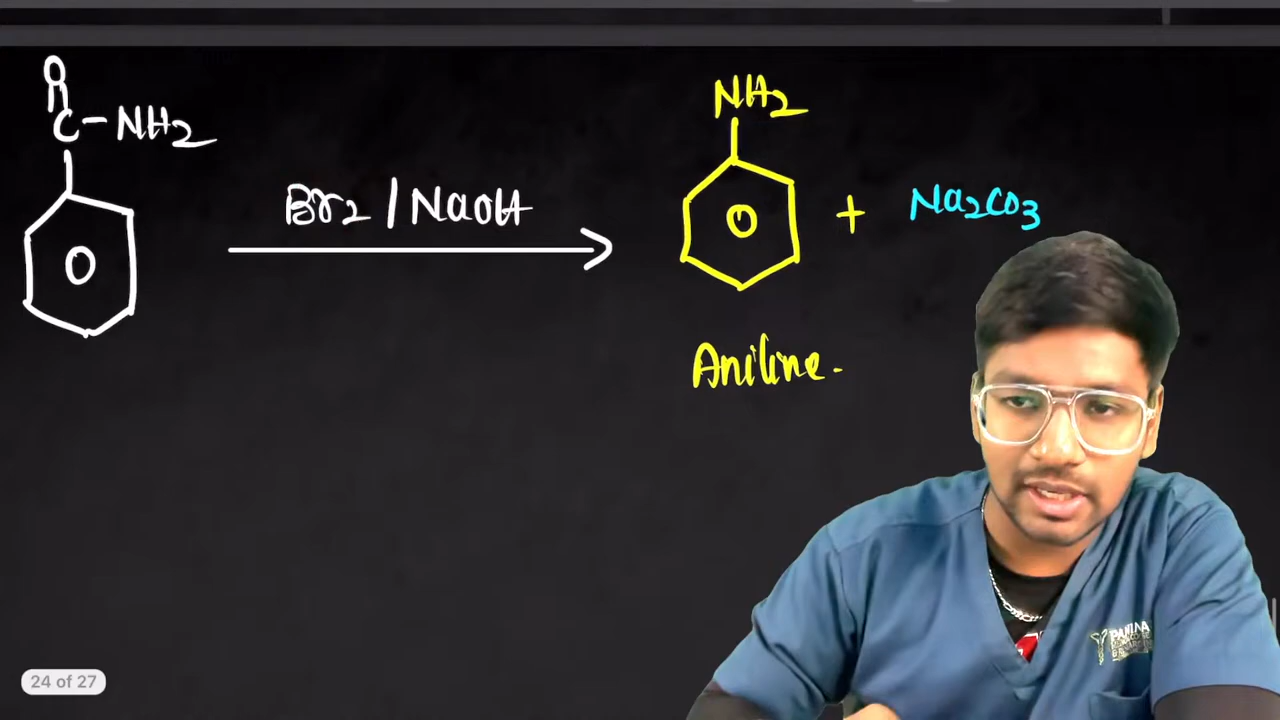 O
C-NH2
Br2 / NaOH
NH2
+ Na2CO3
Aniline.
24 of 27